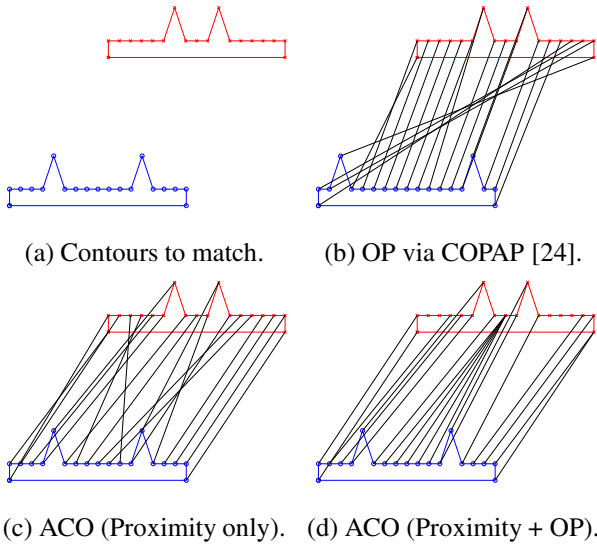 (a) Contours to match.
(b) OP via COPAP [24].
(c) ACO (Proximity only).
(d) ACO (Proximity + OP).